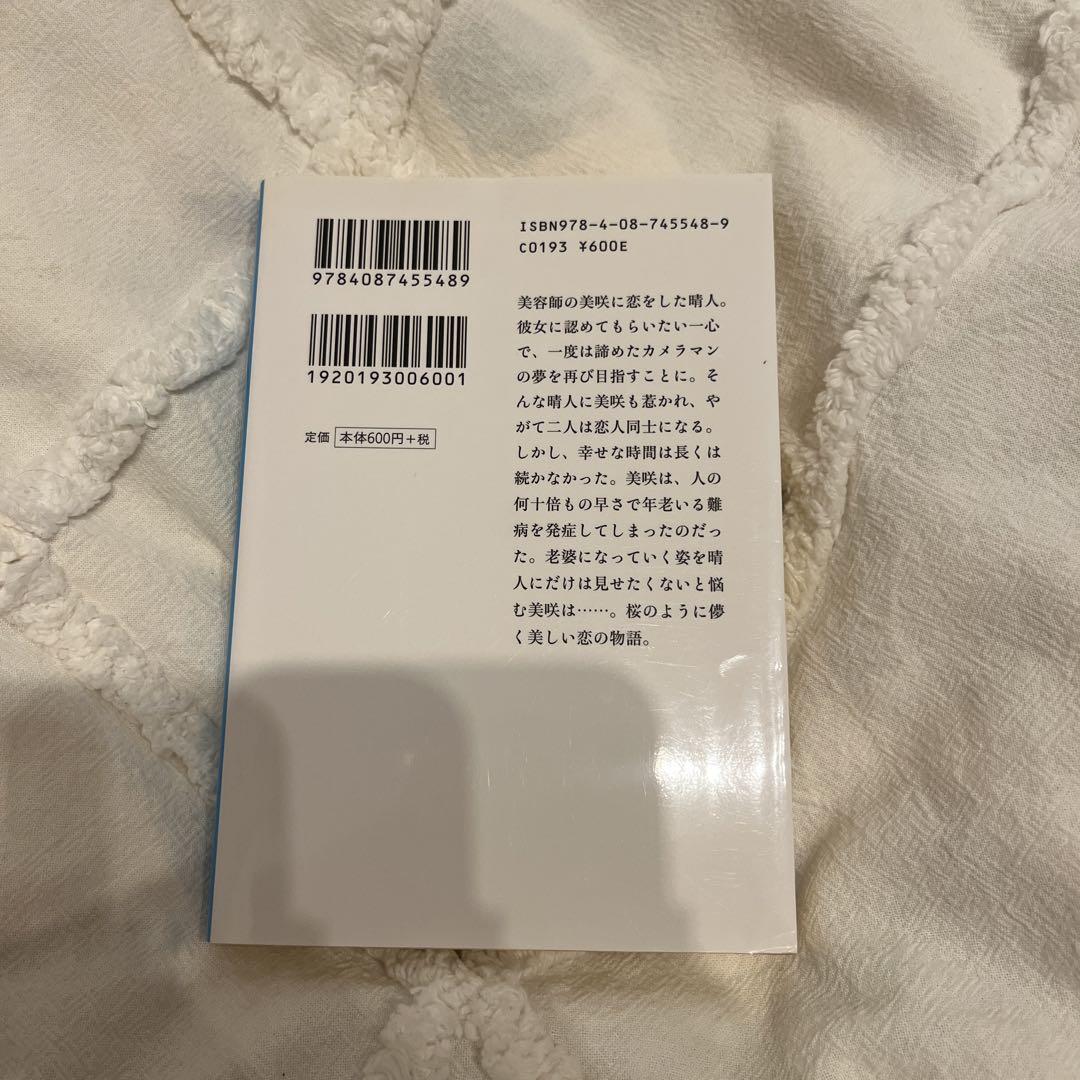 9784087455489
1920193006001
定価 本体600円+税
ISBN978-4-08-745548-9
C0193 ¥600E
美容師の美咲に恋をした晴人。
彼女に認めてもらいたい一心
で、一度は諦めたカメラマン
の夢を再び目指すことに。そ
んな晴人に美咲も惹かれ、や
がて二人は恋人同士になる。
しかし、幸せな時間は長くは
続かなかった。美咲は、人の
何十倍もの早さで年老いる難
病を発症してしまったのだっ
た。老婆になっていく姿を晴
人にだけは見せたくないと悩
む美咲は……。桜のように儚
く美しい恋の物語。